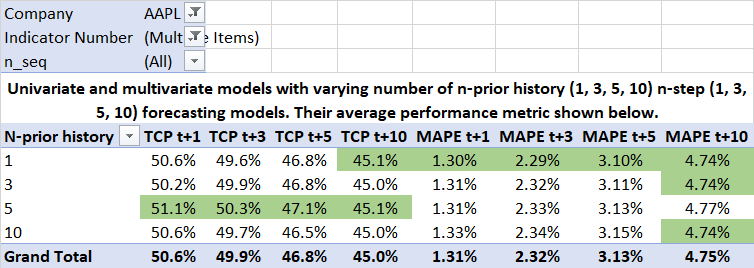 Company AAPL
Indicator Number (Multiple Items)
n_seq (All)
Univariate and multivariate models with varying number of n-prior history (1, 3, 5, 10) n-step (1, 3,
5, 10) forecasting models. Their average performance metric shown below.
N-prior history TCP t+1 TCP t+3 TCP t+5 TCP t+10 MAPE t+1 MAPE t+3 MAPE t+5 MAPE t+10
1 50.6% 49.6% 46.8% 45.1% 1.30% 2.29% 3.10% 4.74%
3 50.2% 49.9% 46.8% 45.0% 1.31% 2.32% 3.11% 4.74%
5 51.1% 50.3% 47.1% 45.1% 1.31% 2.33% 3.13% 4.77%
10 50.6% 49.7% 46.5% 45.0% 1.33% 2.34% 3.15% 4.74%
Grand Total 50.6% 49.9% 46.8% 45.0% 1.31% 2.32% 3.13% 4.75%